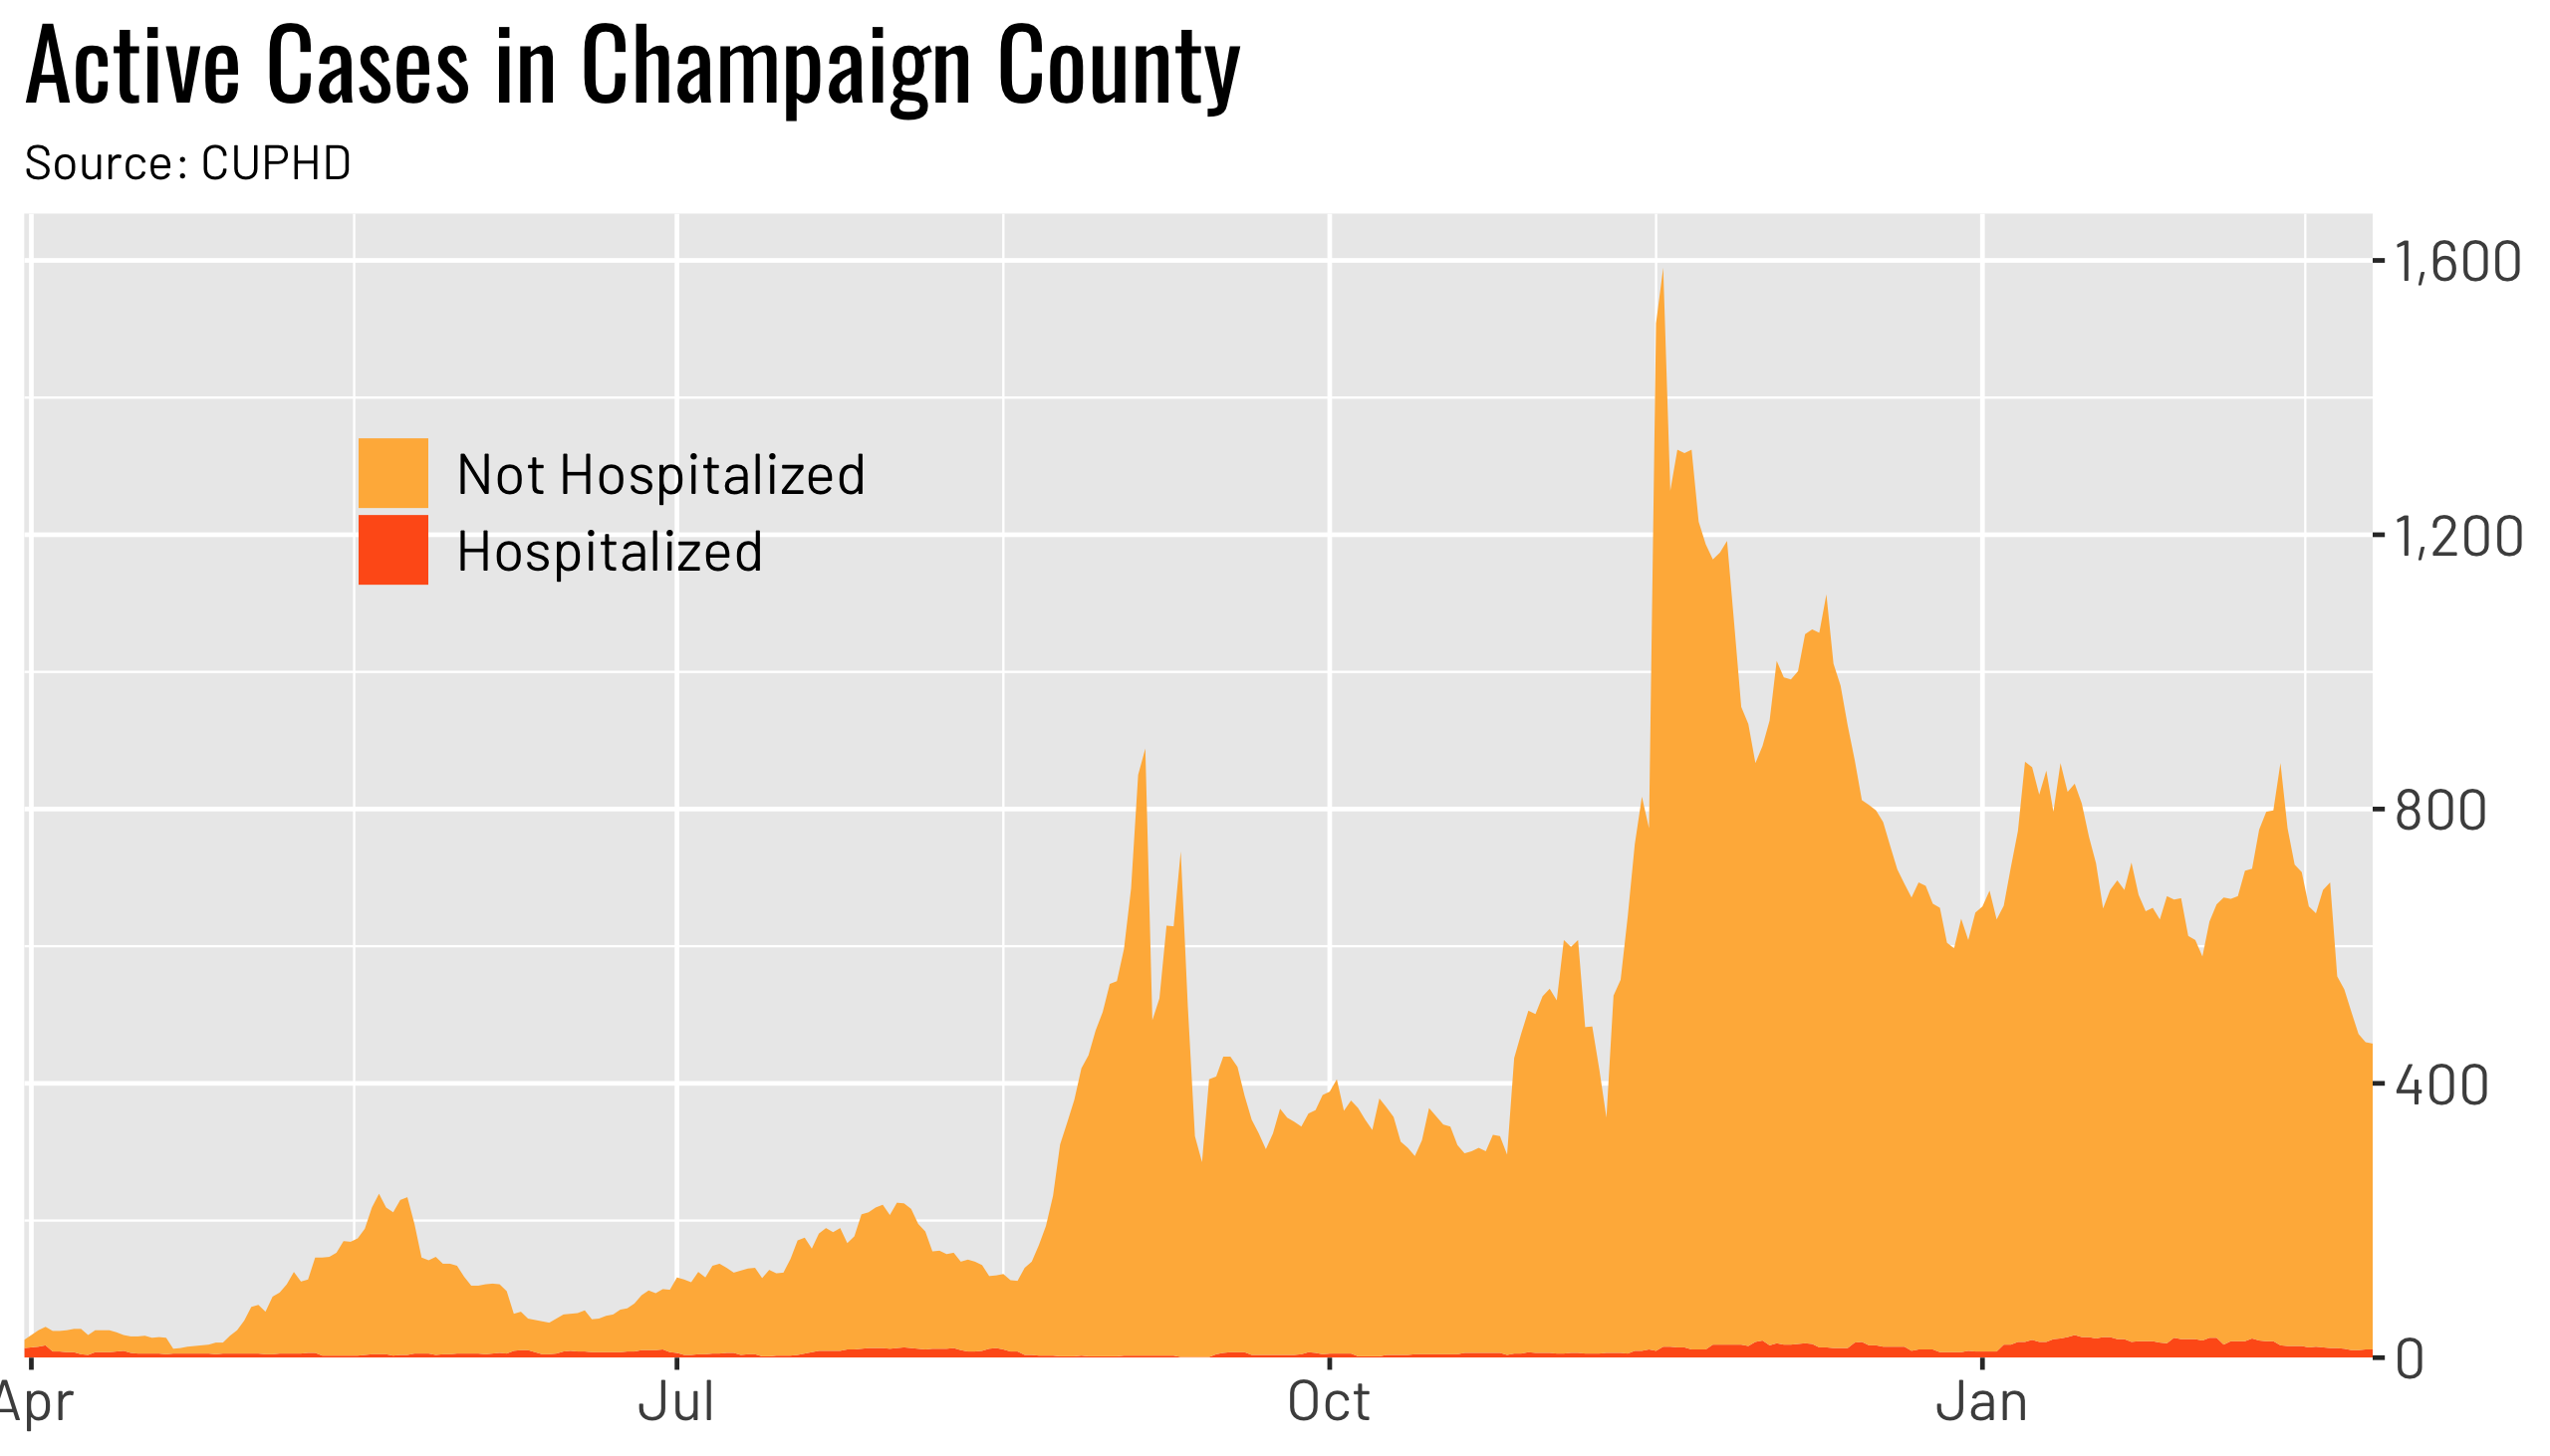 Active Cases in Champaign County
Source: CUPHD
1,600
Not Hospitalized
Hospitalized
1,200
800
400
0
Apr Jul Oct Jan